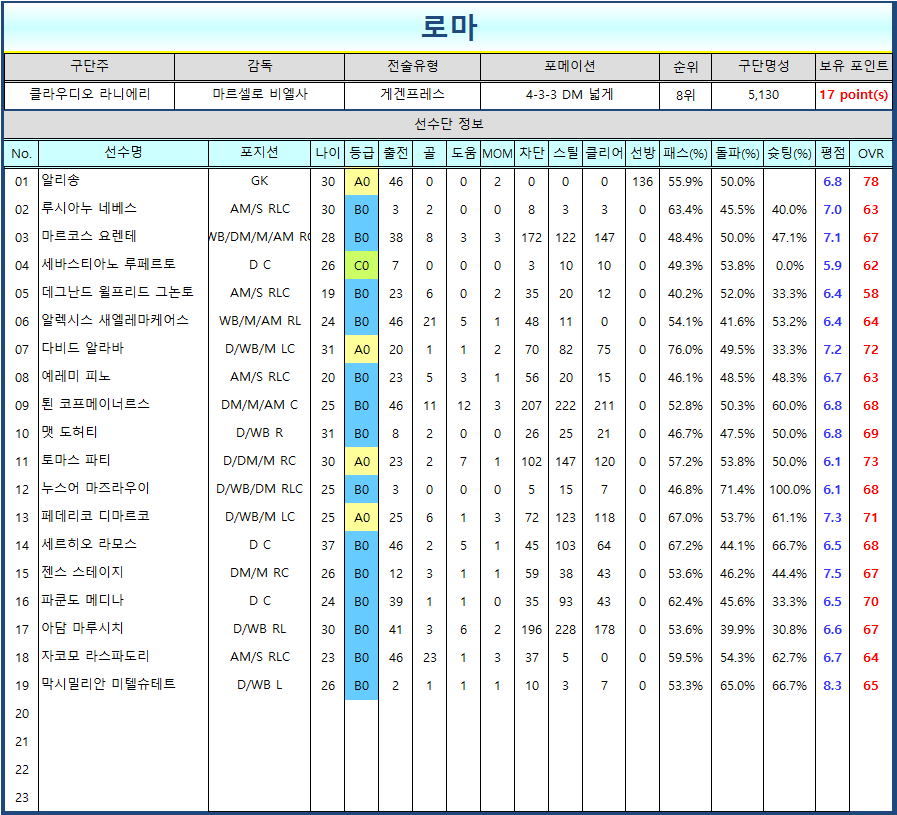 로마
구단주 감독 전술유형 포메이션 순위 구단명성 보유 포인트
클라우디오 라니에리 마르셀로 비엘사 게겐프레스 4-3-3 DM 넓게 8위 5,130 17 point(s)
선수단 정보
No. 선수명 포지션 나이 등급 출전 골 도움 MOM 차단 스틸 클리어 선방 패스(%) 돌파(%) 슛팅(%) 평점 OVR
01 알리송 GK 30 A0 46 0 0 2 0 0 0 136 55.9% 50.0% 6.8 78
02 루시아누 네베스 AM/S RLC 30 B0 3 2 0 0 8 3 3 0 63.4% 45.5% 40.0% 7.0 63
03 마르코스 요렌테 WB/DM/M/AM RC 28 B0 38 8 3 3 172 122 147 0 48.4% 50.0% 47.1% 7.1 67
04 세바스티아노 루페르토 D C 26 C0 7 0 0 0 3 10 10 0 49.3% 53.8% 0.0% 5.9 62
05 데그난드 윌프리드 그논토 AM/S RLC 19 B0 23 6 0 2 35 20 12 0 40.2% 52.0% 33.3% 6.4 58
06 알렉시스 새엘레마케어스 WB/M/AM RL 24 B0 46 21 5 1 48 11 0 0 54.1% 41.6% 53.2% 6.4 64
07 다비드 알라바 D/WB/M LC 31 A0 20 1 1 2 70 82 75 0 76.0% 49.5% 33.3% 7.2 72
08 예레미 피노 AM/S RLC 20 B0 23 5 3 1 56 20 15 0 46.1% 48.5% 48.3% 6.7 63
09 퇸 코프메이너르스 DM/M/AM C 25 B0 46 11 12 3 207 222 211 0 52.8% 50.3% 60.0% 6.8 68
10 맷 도허티 D/WB R 31 B0 8 2 0 0 26 25 21 0 46.7% 47.5% 50.0% 6.8 69
11 토마스 파티 D/DM/M RC 30 A0 23 2 7 1 102 147 120 0 57.2% 53.8% 50.0% 6.1 73
12 누스어 마즈라우이 D/WB/DM RLC 25 B0 3 0 0 0 5 15 7 0 46.8% 71.4% 100.0% 6.1 68
13 페데리코 디마르코 D/WB/M LC 25 A0 25 6 1 3 72 123 118 0 67.0% 53.7% 61.1% 7.3 71
14 세르히오 라모스 D C 37 B0 46 2 5 1 45 103 64 0 67.2% 44.1% 66.7% 6.5 68
15 젠스 스테이지 DM/M RC 26 B0 12 3 1 1 59 38 43 0 53.6% 46.2% 44.4% 7.5 67
16 파쿤도 메디나 D C 24 B0 39 1 1 0 35 93 43 0 62.4% 45.6% 33.3% 6.5 70
17 아담 마루시치 D/WB RL 30 B0 41 3 6 2 196 228 178 0 53.6% 39.9% 30.8% 6.6 67
18 자코모 라스파도리 AM/S RLC 23 B0 46 23 1 3 37 5 0 0 59.5% 54.3% 62.7% 6.7 64
19 막시밀리안 미텔슈테트 D/WB L 26 B0 2 1 1 1 10 3 7 0 53.3% 65.0% 66.7% 8.3 65
20
21
22
23